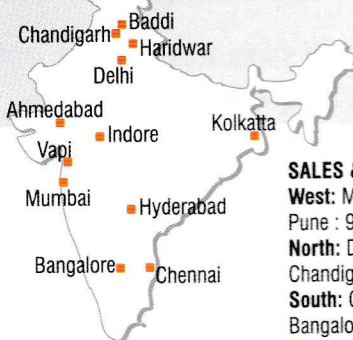 Baddi
Chandigarh
Haridwar
Delhi
Ahmedabad
Indore
Kolkatta
Vapi
Mumbai
Hyderabad
Bangalore
Chennai
SALES
West:
Pune : 9
North:
Chandig
South:
Bangalo